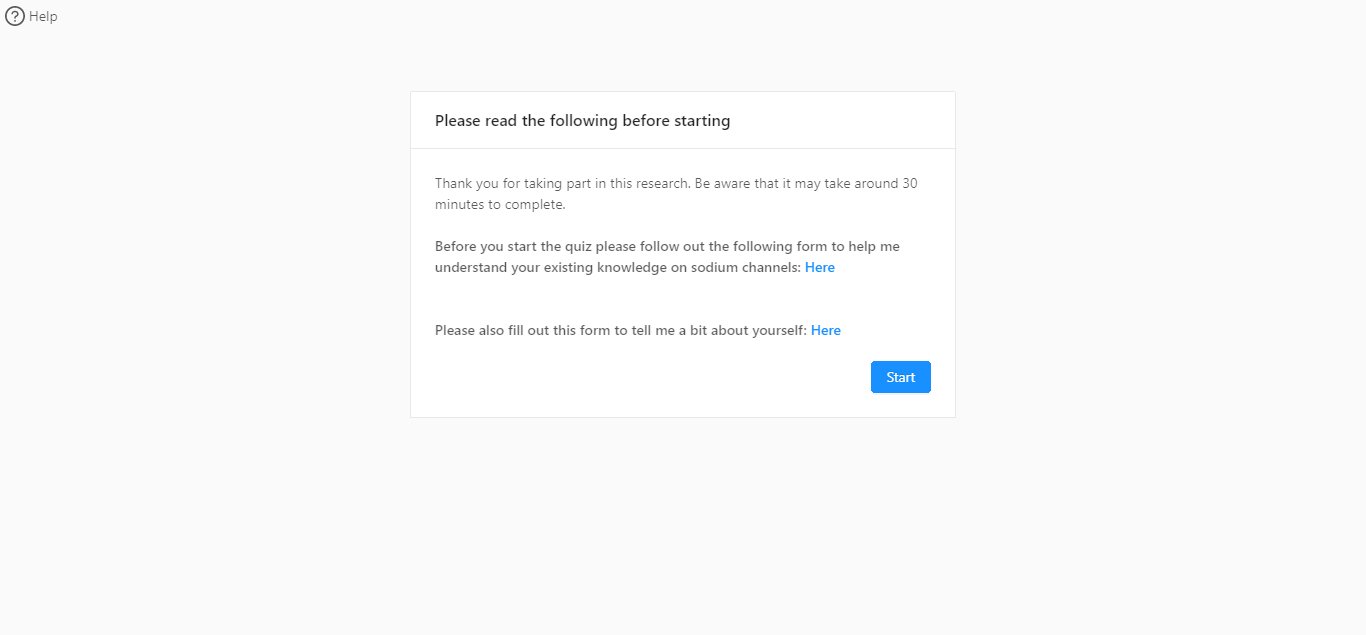 Help
Please read the following before starting
Thank you for taking part in this research. Be aware that it may take around 30
minutes to complete.
Before you start the quiz please follow out the following form to help me
understand your existing knowledge on sodium channels: Here
Please also fill out this form to tell me a bit about yourself: Here
Start